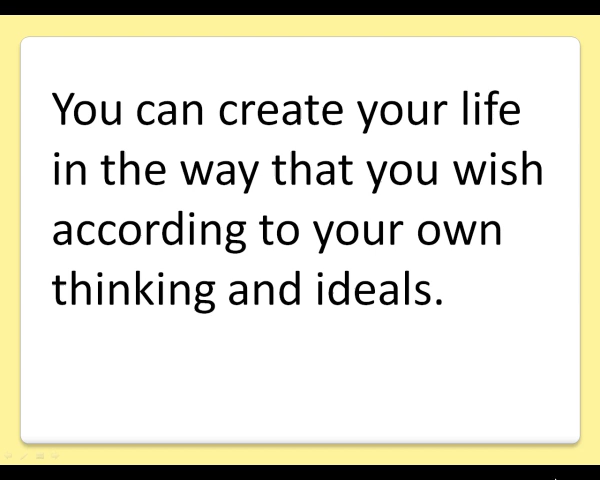 You can create your life
in the way that you wish
according to your own
thinking and ideals.